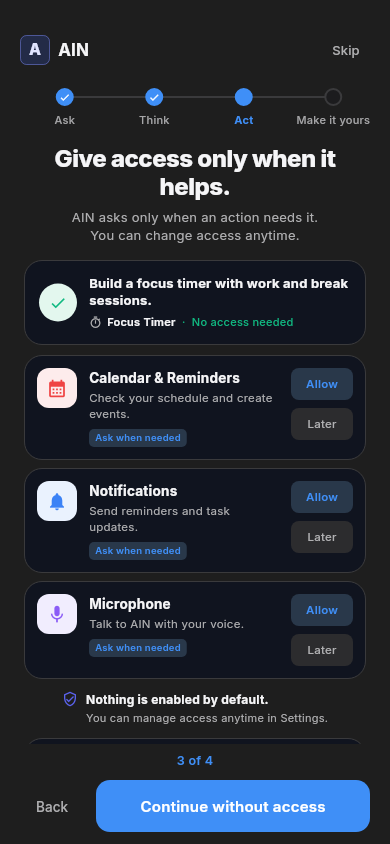 A AIN
Skip
Ask Think Act Make it yours
Give access only when it
helps.
AIN asks only when an action needs it.
You can change access anytime.
Build a focus timer with work and break
sessions.
Focus Timer · No access needed
Calendar & Reminders
Check your schedule and create
events.
Ask when needed
Allow
Later
Notifications
Send reminders and task
updates.
Ask when needed
Allow
Later
Microphone
Talk to AIN with your voice.
Ask when needed
Allow
Later
Nothing is enabled by default.
You can manage access anytime in Settings.
3 of 4
Back
Continue without access